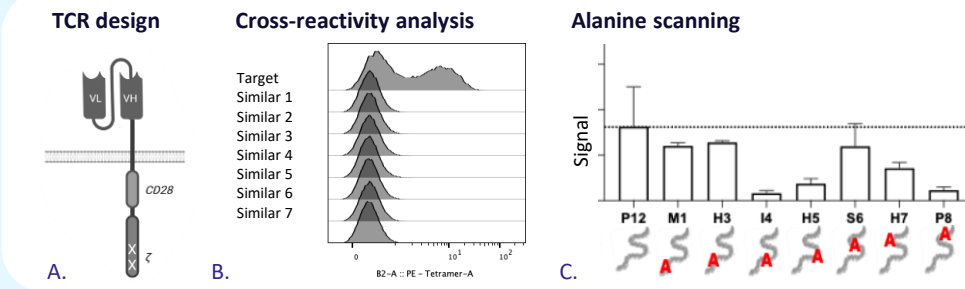 TCR design
VL
VH
CD28
ζ
X
X
A.
Cross-reactivity analysis
Target
Similar 1
Similar 2
Similar 3
Similar 4
Similar 5
Similar 6
Similar 7
0
10¹
10²
B2-A :: PE - Tetramer-A
B.
Alanine scanning
Signal
P12 M1 H3 I4 H5 S6 H7 P8
A A A A A A A
C.